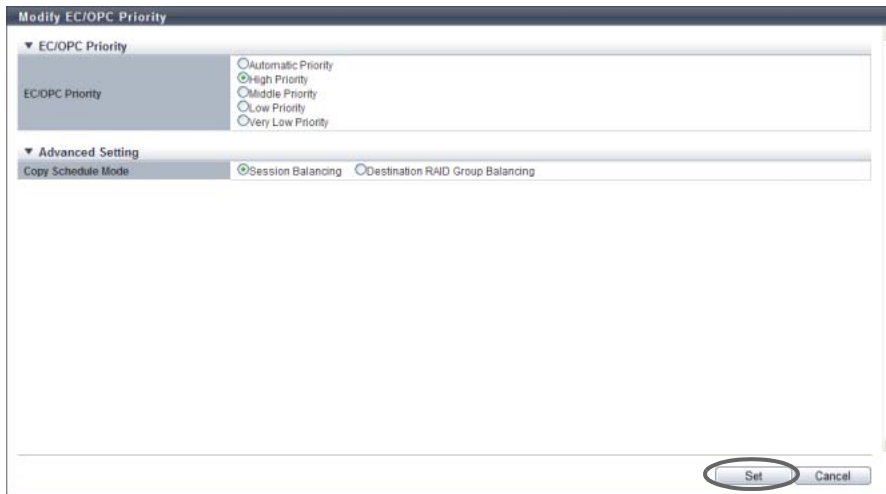 Modify EC/OPC Priority
▼ EC/OPC Priority
EC/OPC Priority
Automatic Priority
High Priority
Middle Priority
Low Priority
Very Low Priority
▼ Advanced Setting
Copy Schedule Mode
Session Balancing Destination RAID Group Balancing
Set Cancel